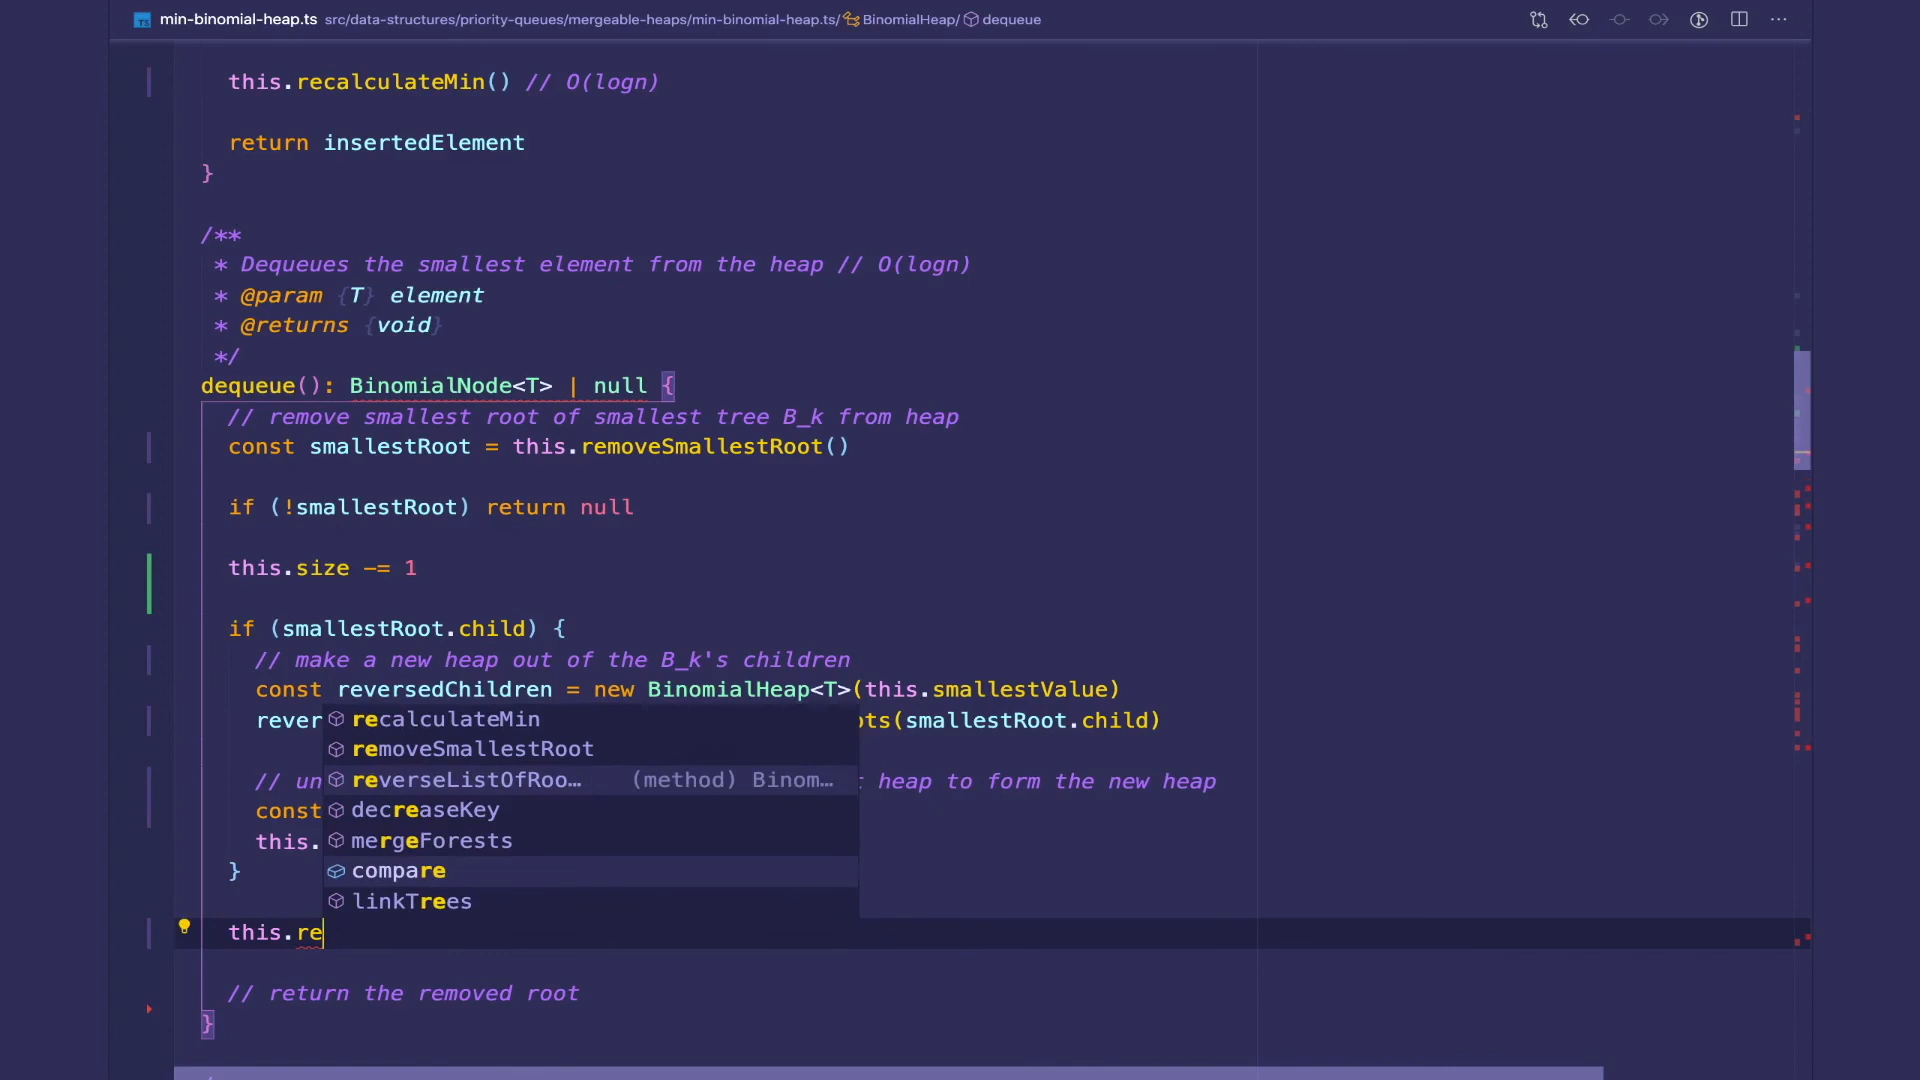 min-binomial-heap.ts src/data-structures/priority-queues/mergeable-heaps/min-binomial-heap.ts/ BinomialHeap/ dequeue
this.recalculateMin() // O(logn)
return insertedElement
}
/**
* Dequeues the smallest element from the heap // O(logn)
* @param {T} element
* @returns {void}
*/
dequeue(): BinomialNode<T> | null {
// remove smallest root of smallest tree B_k from heap
const smallestRoot = this.removeSmallestRoot()
if (!smallestRoot) return null
this.size -= 1
if (smallestRoot.child) {
// make a new heap out of the B_k's children
const reversedChildren = new BinomialHeap<T>(this.smallestValue)
rever recalculateMin ots(smallestRoot.child)
removeSmallestRoot
// un reverseListOfRoo… (method) Binom… heap to form the new heap
const decreaseKey
this. mergeForests
} compare
linkTrees
this.re
// return the removed root
}